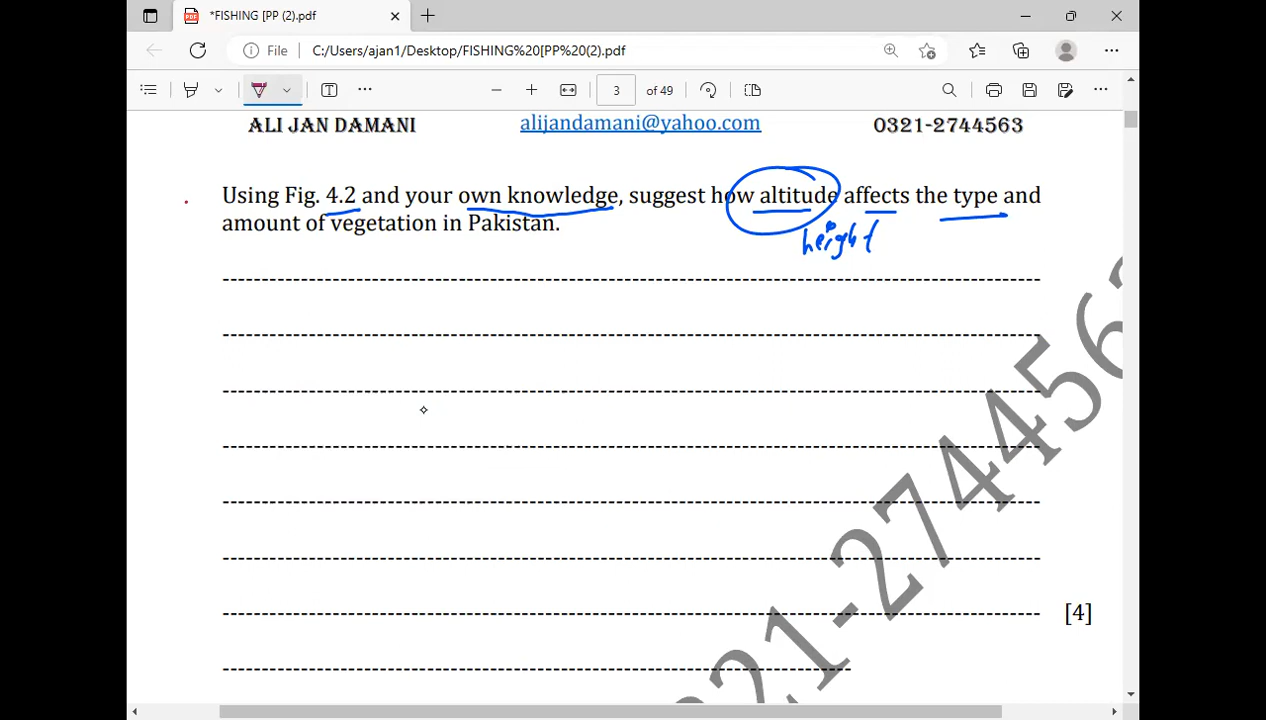 *FISHING [PP (2).pdf
File C:/Users/ajan1/Desktop/FISHING%20[PP%20(2).pdf
3 of 49
ALI JAN DAMANI alijandamani@yahoo.com 0321-2744563
Using Fig. 4.2 and your own knowledge, suggest how altitude affects the type and
amount of vegetation in Pakistan.
height
[4]
321-2744563